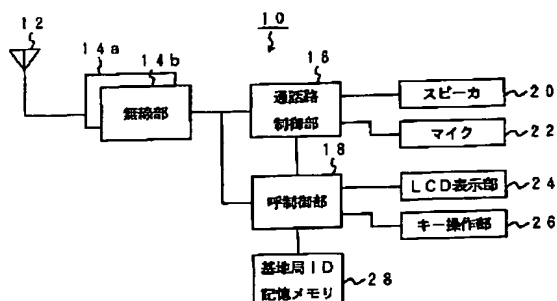 12
10
14a
14b
無線部
16
通話路
制御部
スピーカ
20
マイク
22
18
呼制御部
LCD表示部
24
キー操作部
26
基地局ID
記憶メモリ
28